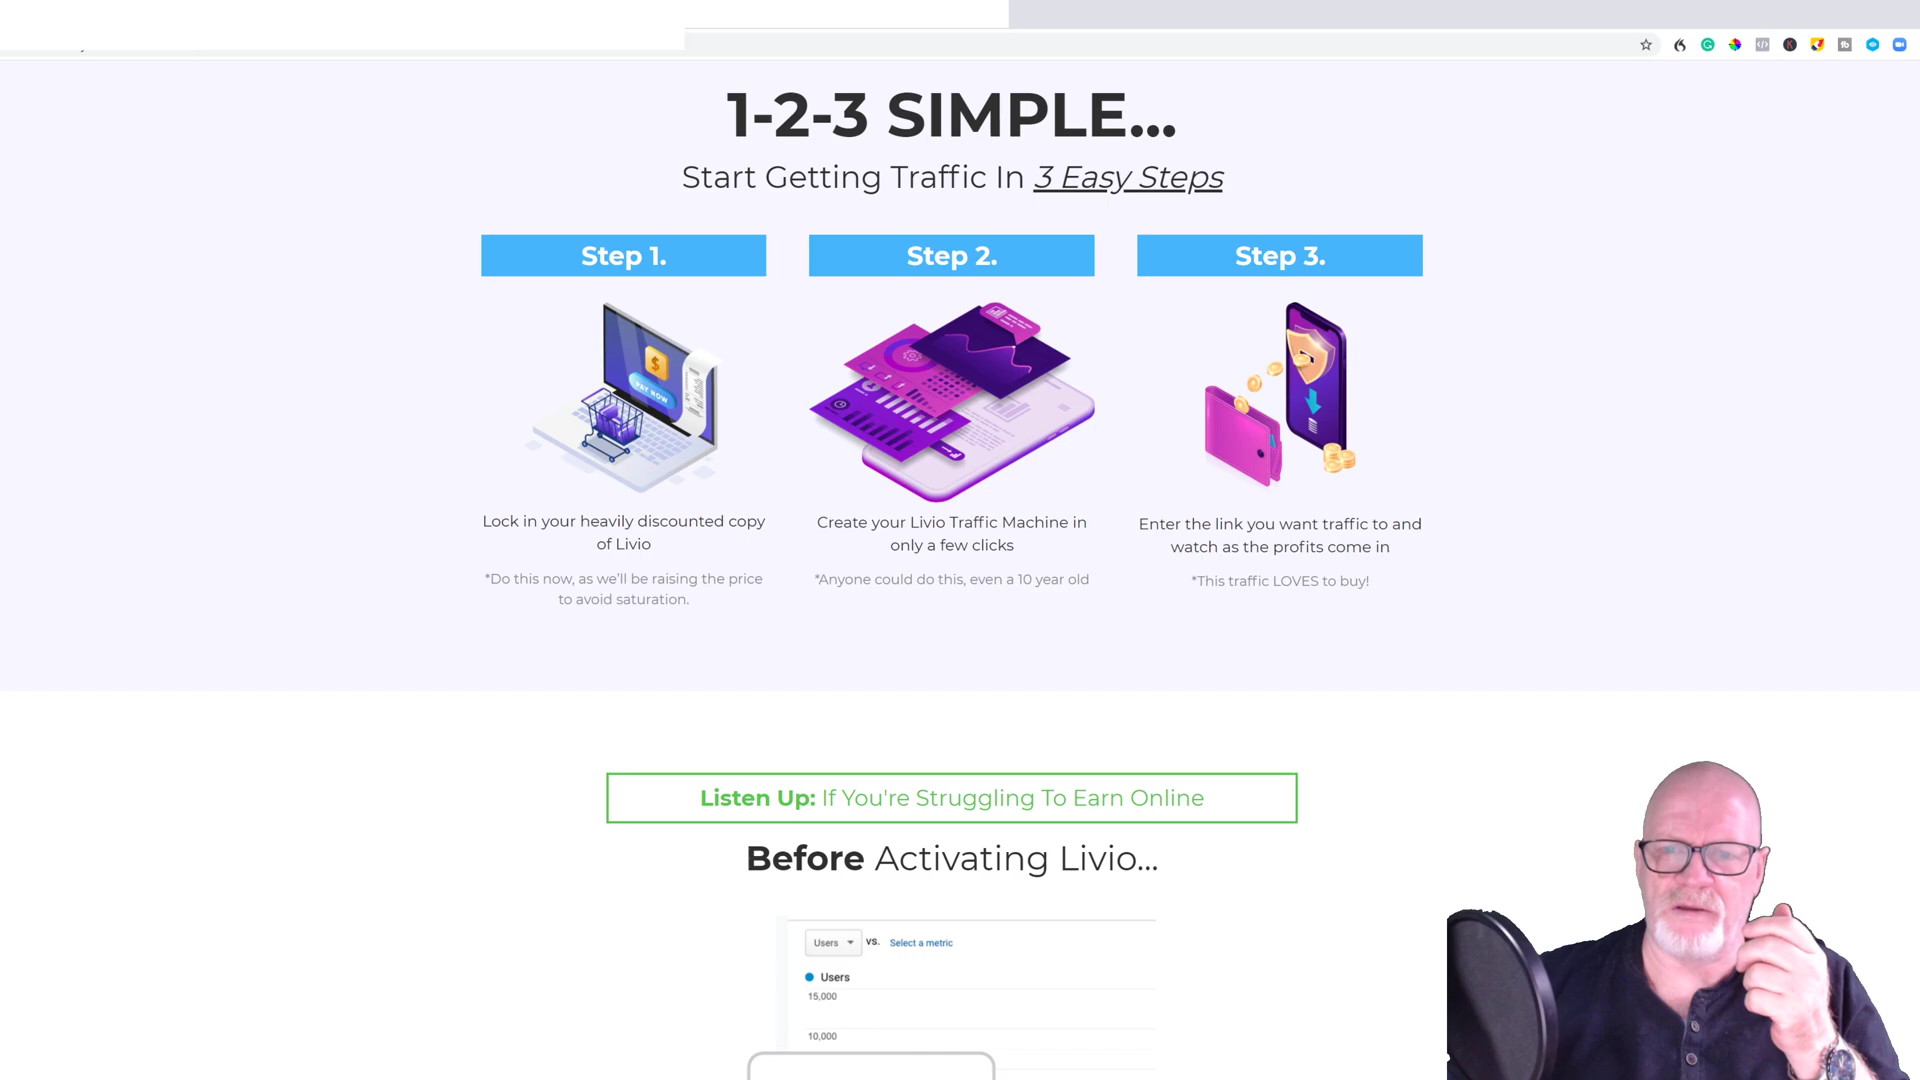 1-2-3 SIMPLE...
Start Getting Traffic In 3 Easy Steps
Step 1.
Step 2.
Step 3.
PAY NOW
Lock in your heavily discounted copy
of Livio
*Do this now, as we'll be raising the price
to avoid saturation.
Create your Livio Traffic Machine in
only a few clicks
*Anyone could do this, even a 10 year old
Enter the link you want traffic to and
watch as the profits come in
*This traffic LOVES to buy!
Listen Up: If You're Struggling To Earn Online
Before Activating Livio...
Users vs. Select a metric
Users
15,000
10,000